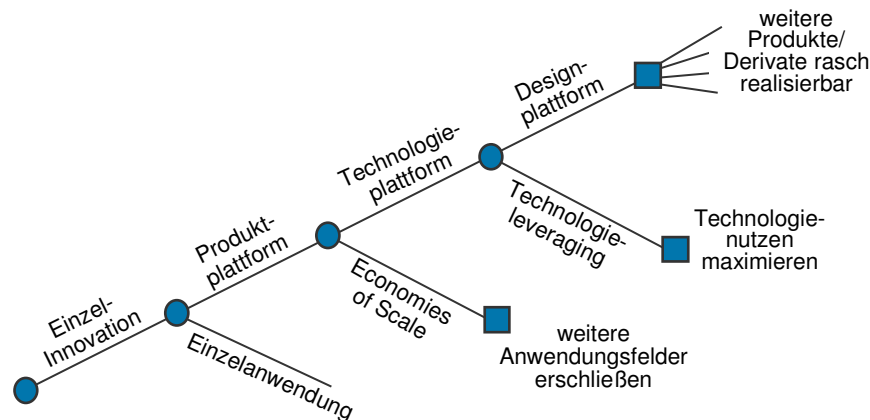 weitere
Produkte/
Derivate rasch
realisierbar
Design-
plattform
Technologie-
plattform
Technologie-
leveraging
Technologie-
nutzen
maximieren
Produkt-
plattform
Economies
of Scale
weitere
Anwendungsfelder
erschließen
Einzel-
Innovation
Einzelanwendung